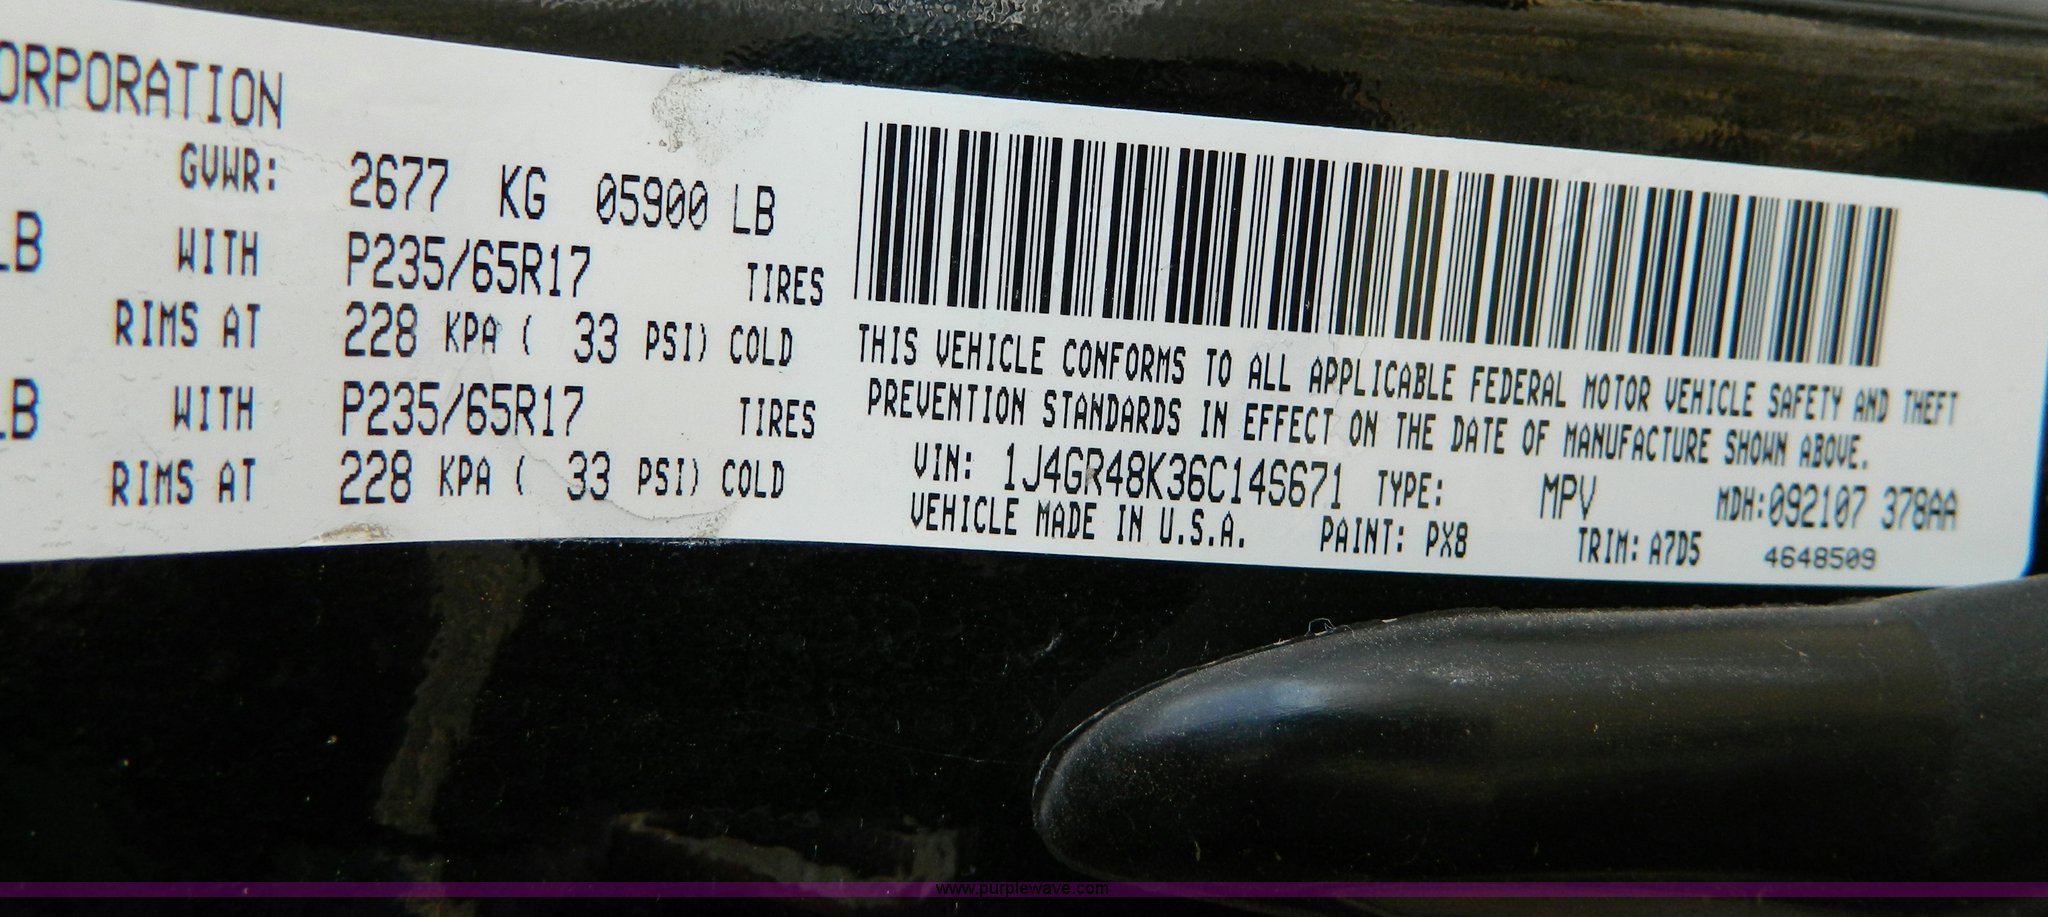 ORPORATION
GVWR: 2677 KG 05900 LB
LB WITH P235/65R17 TIRES
RIMS AT 228 KPA ( 33 PSI) COLD
LB WITH P235/65R17 TIRES
RIMS AT 228 KPA ( 33 PSI) COLD
THIS VEHICLE CONFORMS TO ALL APPLICABLE FEDERAL MOTOR VEHICLE SAFETY AND THEFT
PREVENTION STANDARDS IN EFFECT ON THE DATE OF MANUFACTURE SHOWN ABOVE.
VIN: 1J4GR48K36C146671 TYPE: MPV MDH:092107 378AA
VEHICLE MADE IN U.S.A. PAINT: PX8 TRIM: A7D5 4648509
www.purplewave.com